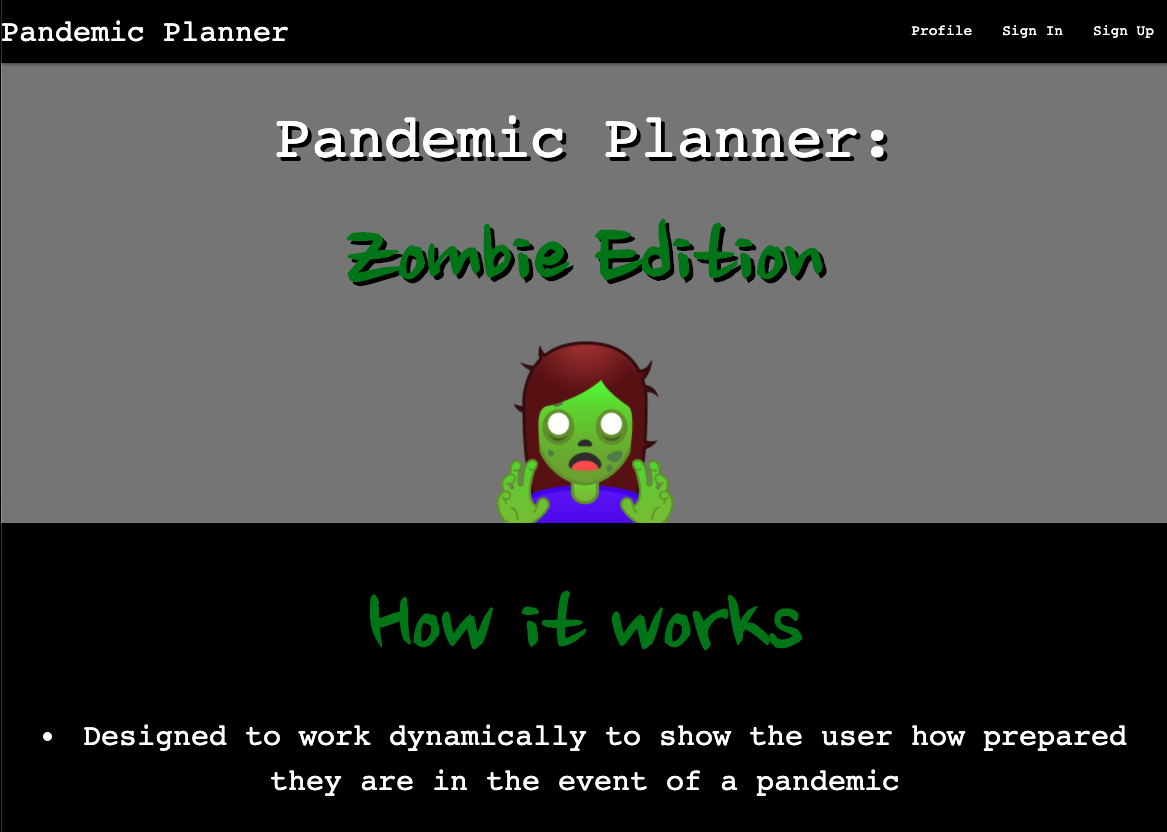 Pandemic Planner
Profile Sign In Sign Up
Pandemic Planner:
Zombie Edition
How it works
• Designed to work dynamically to show the user how prepared
they are in the event of a pandemic